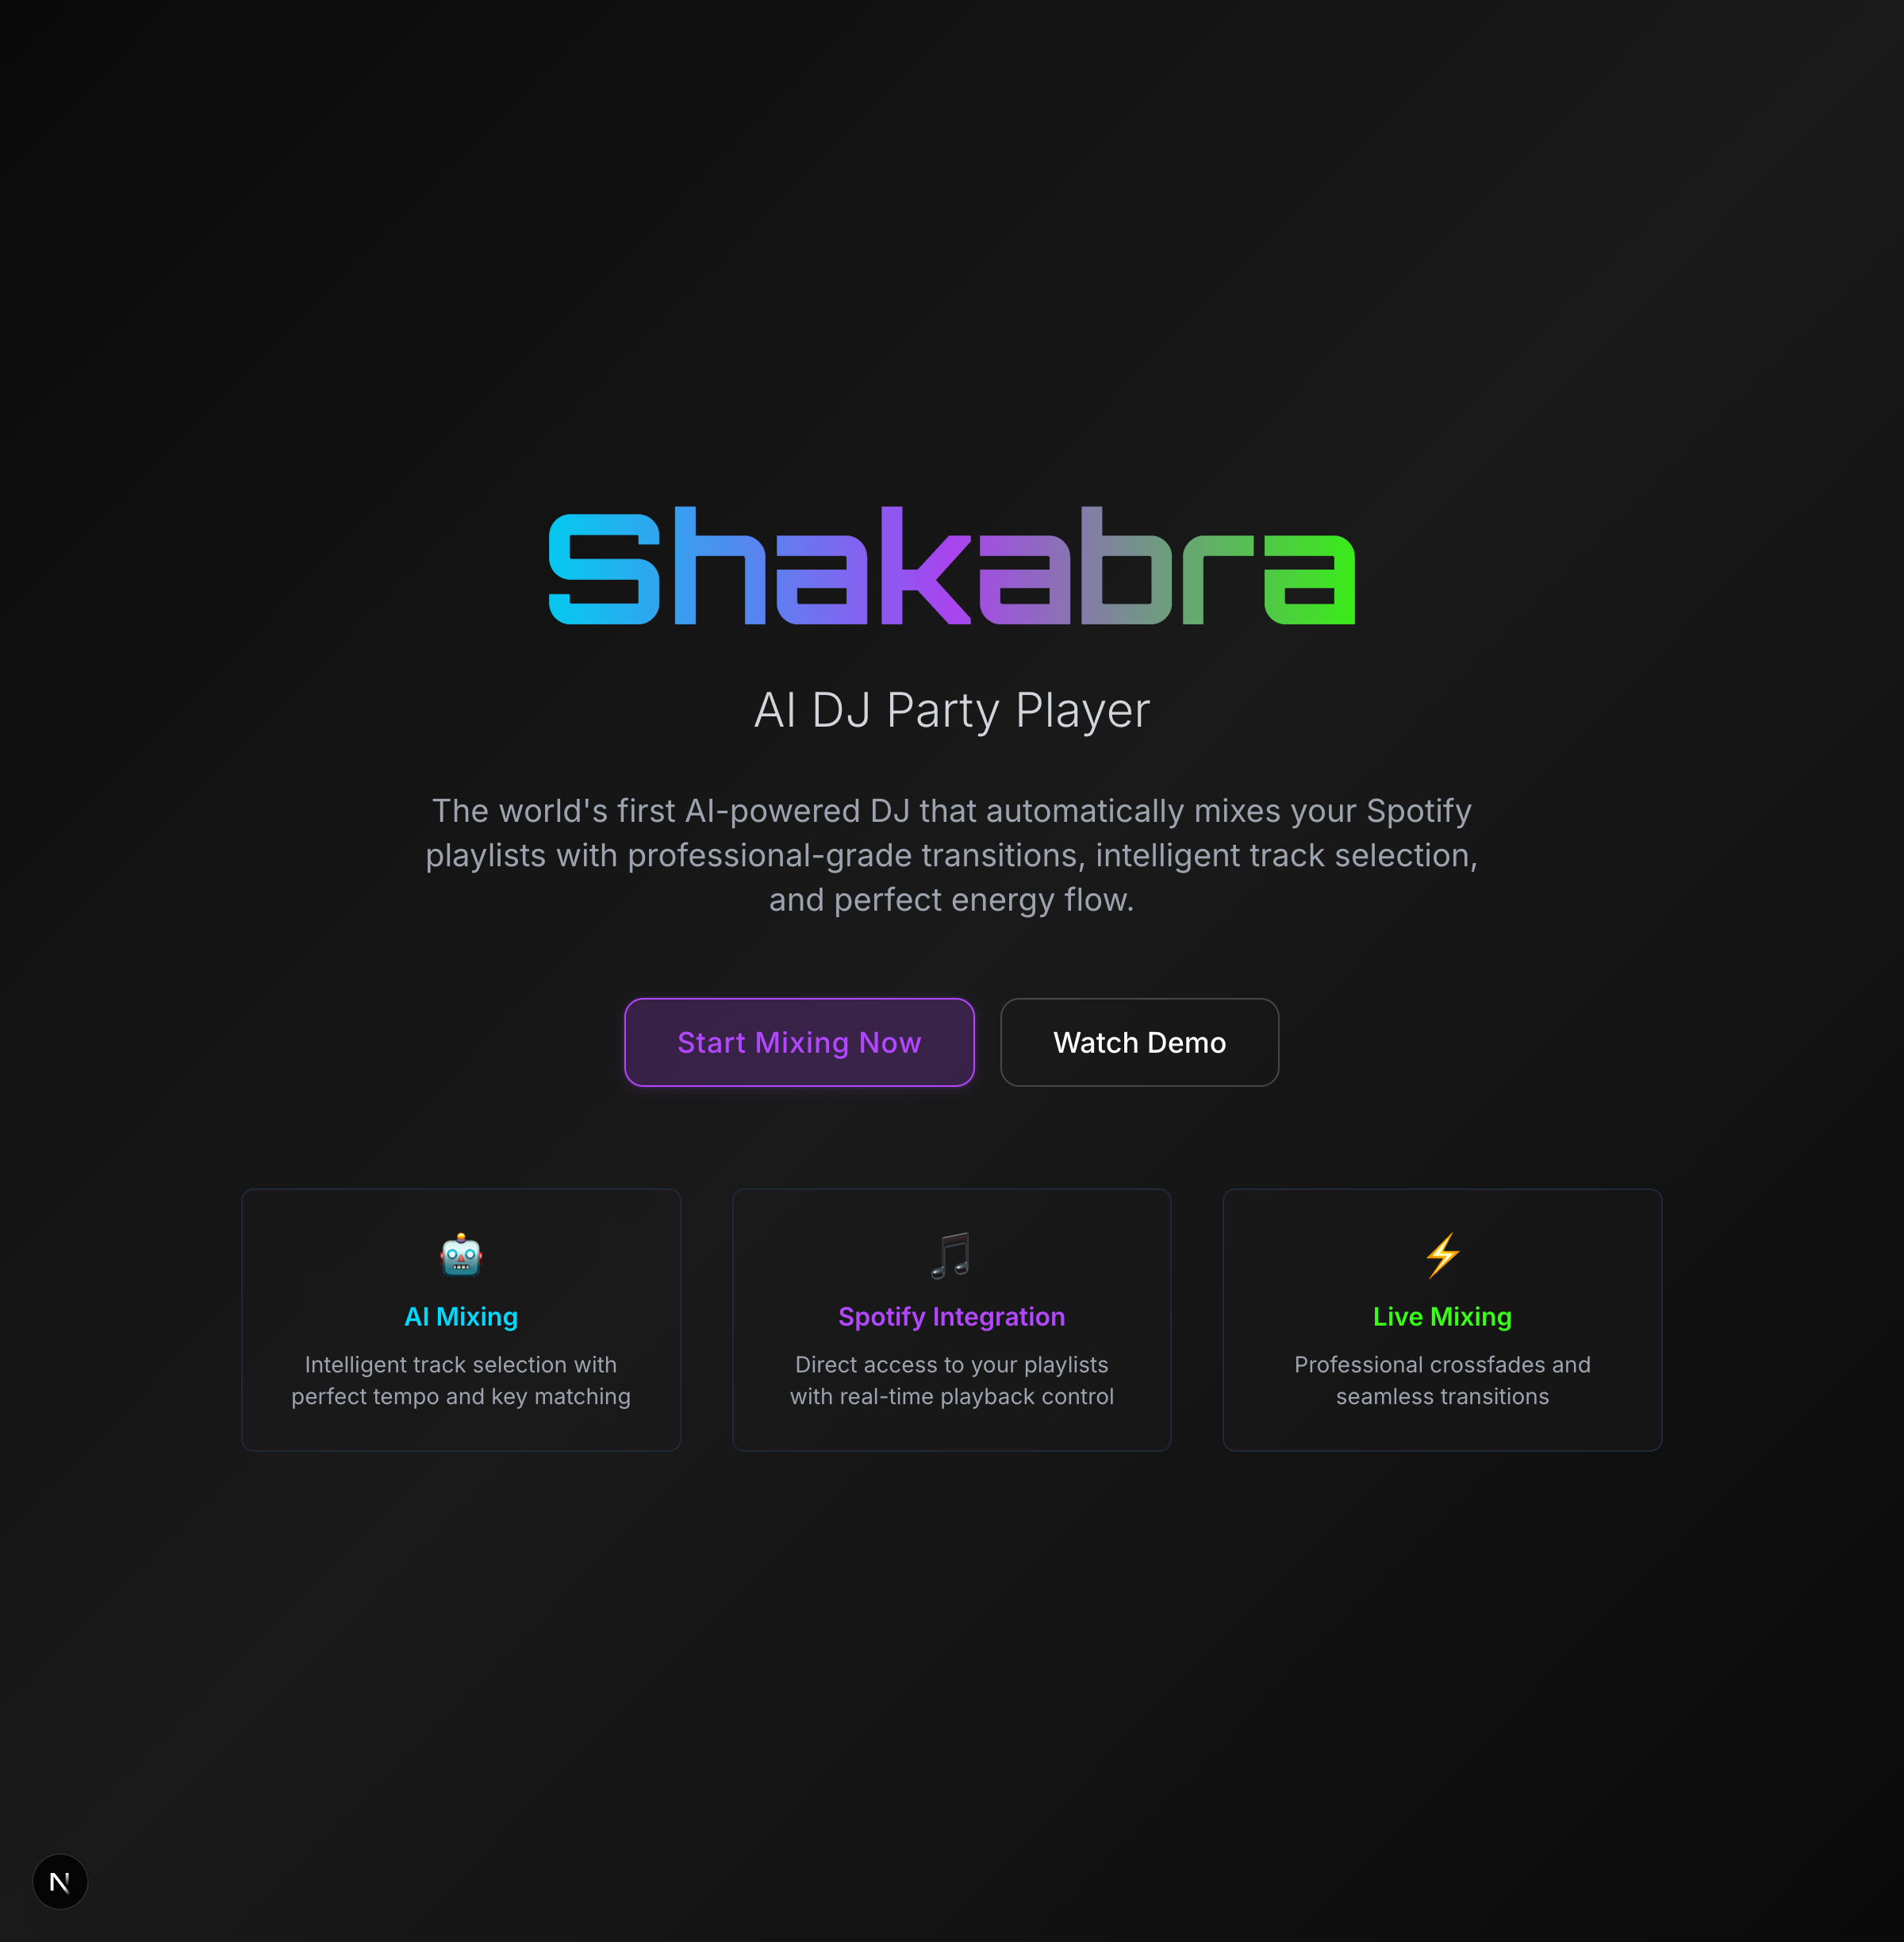 Shakabra
AI DJ Party Player
The world's first AI-powered DJ that automatically mixes your Spotify
playlists with professional-grade transitions, intelligent track selection,
and perfect energy flow.
Start Mixing Now
Watch Demo
AI Mixing
Intelligent track selection with
perfect tempo and key matching
Spotify Integration
Direct access to your playlists
with real-time playback control
Live Mixing
Professional crossfades and
seamless transitions
N